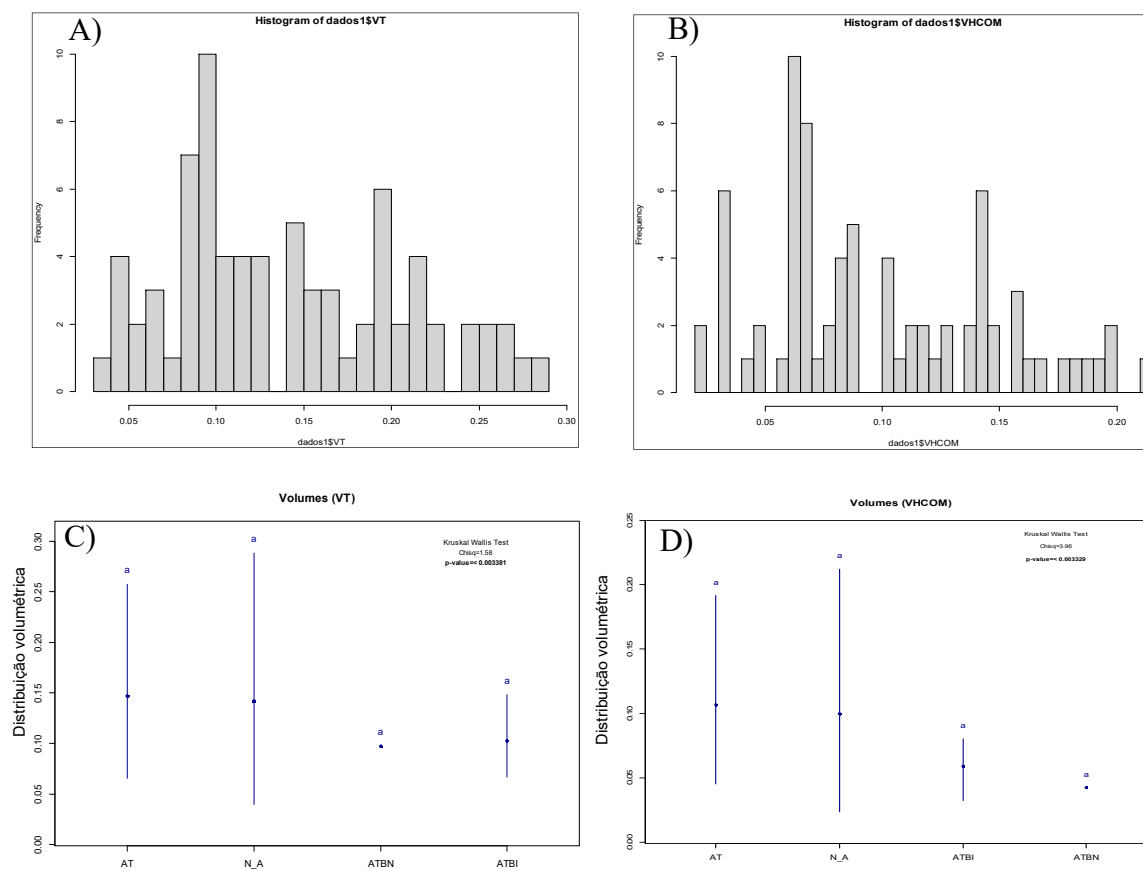 A)
Histogram of dados1$VT
Frequency
10
8
6
4
2
0
0.05 0.10 0.15 0.20 0.25 0.30
dados1$VT
B)
Histogram of dados1$VHCOM
Frequency
10
8
6
4
2
0
0.05 0.10 0.15 0.20
dados1$VHCOM
Volumes (VT)
C)
Distribuição volumétrica
0.30
0.25
0.20
0.15
0.10
0.05
0.00
a
a
a
a
Kruskal Wallis Test
Chisq=1.58
p-value=< 0.003381
AT N_A ATBN ATBI
Volumes (VHCOM)
D)
Distribuição volumétrica
0.25
0.20
0.15
0.10
0.05
0.00
a
a
a
a
Kruskal Wallis Test
Chisq=3.96
p-value=< 0.003329
AT N_A ATBI ATBN